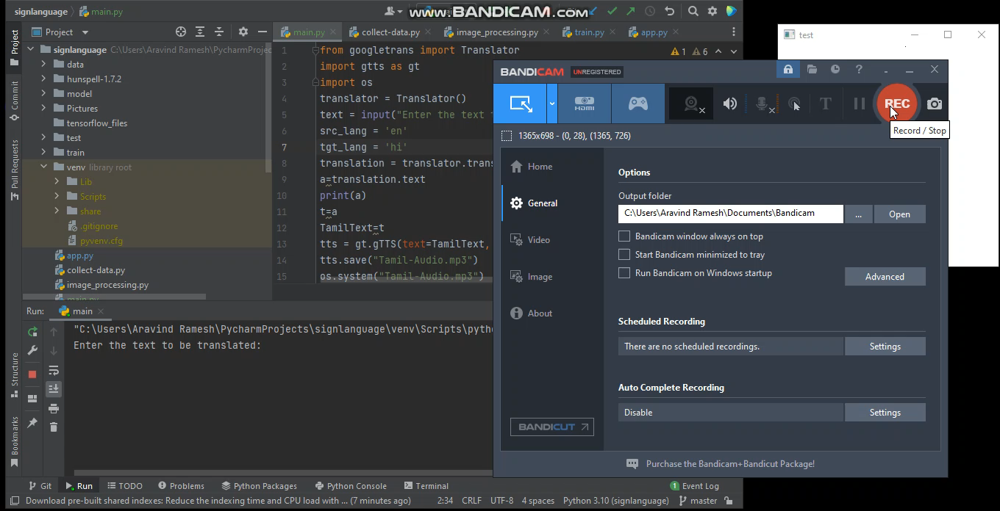 signlanguage main.py
www.BANDICAM.com
Project
main.py
collect-data.py
image_processing.py
train.py
app.py
test
Project
Commit
Pull Requests
Structure
Bookmarks
signlanguage C:\Users\Aravind Ramesh\PycharmProjec
data
hunspell-1.7.2
model
Pictures
tensorflow_files
test
train
venv library root
Lib
Scripts
share
.gitignore
pyvenv.cfg
app.py
collect-data.py
image_processing.py
main.py
1 from googletrans import Translator
2 import gtts as gt
3 import os
4 translator = Translator()
5 text = input("Enter the text
6 src_lang = 'en'
7 tgt_lang = 'hi'
8 translation = translator.trans
9 a=translation.text
10 print(a)
11 t=a
12 TamilText=t
13 tts = gt.gTTS(text=TamilText,
14 tts.save("Tamil-Audio.mp3")
15 os.system("Tamil-Audio.mp3")
1 6
BANDICAM UNREGISTERED
HDMI
T
REC
Record / Stop
1365x698 - (0, 28), (1365, 726)
Home
General
Video
Image
About
BANDICUT
Options
Output folder
C:\Users\Aravind Ramesh\Documents\Bandicam
...
Open
Bandicam window always on top
Start Bandicam minimized to tray
Run Bandicam on Windows startup
Advanced
Scheduled Recording
There are no scheduled recordings.
Settings
Auto Complete Recording
Disable
Settings
Purchase the Bandicam+Bandicut Package!
Run: main
"C:\Users\Aravind Ramesh\PycharmProjects\signlanguage\venv\Scripts\pyth
Enter the text to be translated:
Git
Run
TODO
Problems
Python Packages
Python Console
Terminal
1 Event Log
Download pre-built shared indexes: Reduce the indexing time and CPU load with ... (7 minutes ago)
2:34 CRLF UTF-8 4 spaces Python 3.10 (signlanguage) master